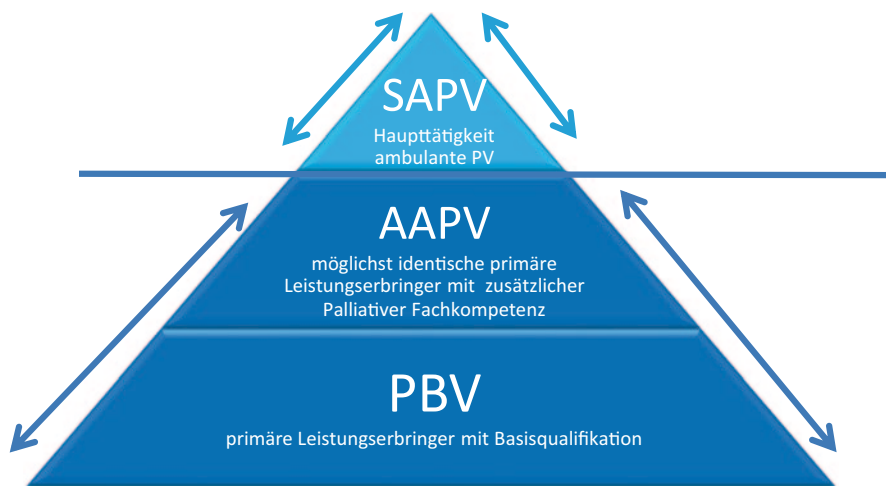 SAPV
Haupttätigkeit
ambulante PV
AAPV
möglichst identische primäre
Leistungserbringer mit zusätzlicher
Palliativer Fachkompetenz
PBV
primäre Leistungserbringer mit Basisqualifikation